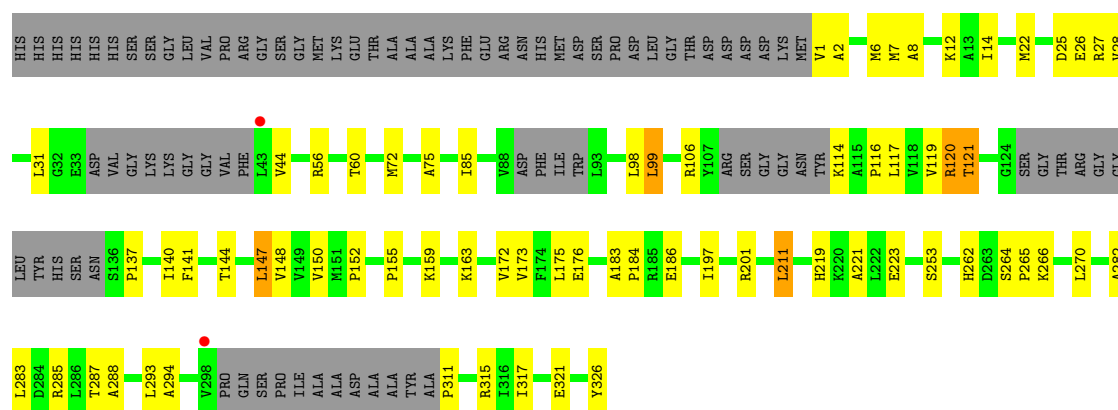 HIS HIS HIS HIS HIS HIS SER SER GLY LEU VAL PRO ARG GLY SER GLY MET LYS GLU THR ALA ALA ALA LYS PHE GLU ARG ASN HIS MET ASP SER PRO ASP LEU GLY THR ASP ASP ASP ASP LYS MET V1 A2 M6 M7 A8 K12 A13 I14 M22 D25 E26 R27
L31 G32 E33 ASP VAL GLY LYS LYS GLY GLY VAL PHE L43 V44 R56 T60 M72 A75 I85 V88 ASP PHE ILE TRP L93 L98 L99 R106 Y107 ARG SER GLY GLY ASN TYR K114 A115 P116 L117 V118 V119 R120 T121 G124 SER GLY THR ARG GLY
LEU TYR HIS SER ASN S136 P137 I140 F141 T144 L147 V148 V149 V150 M151 P152 P155 K159 K163 V172 V173 F174 L175 E176 A183 P184 R185 E186 I197 R201 L211 H219 K220 A221 L222 E223 S253 H262 D263 S264 P265 K266 L270
L283 D284 R285 L286 T287 A288 L293 A294 V298 PRO GLN SER PRO ILE ALA ALA ASP ALA ALA TYR ALA P311 R315 I316 I317 E321 Y326